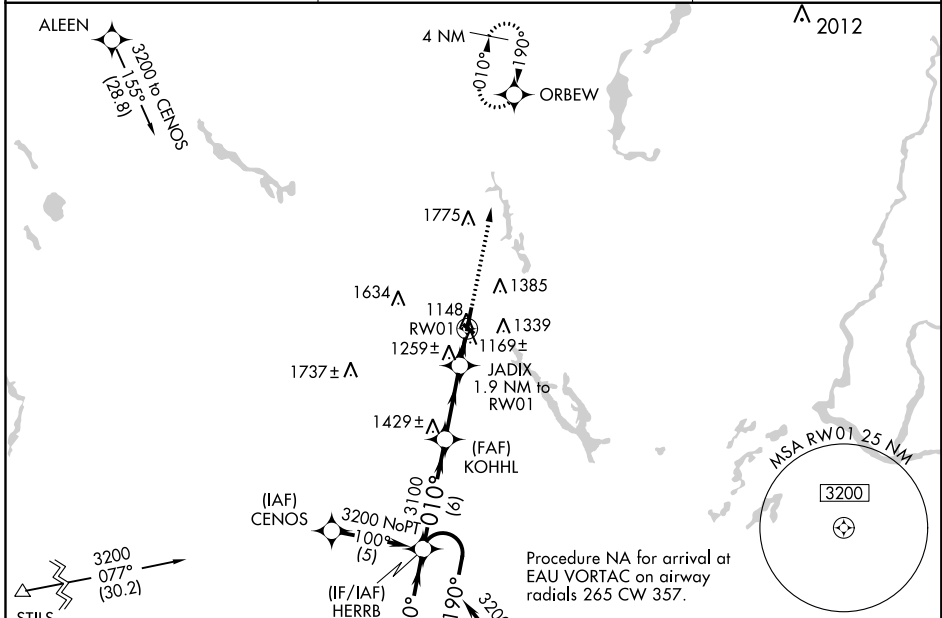 2012
ALEEN
3200 to CENOS
155°
(28.8)
4 NM
010°
190°
ORBEW
1775
1634
1385
1148
RW01
1339
1259±
1169±
1737±
JADIX
1.9 NM to
RW01
1429±
(FAF)
KOHHL
MSA RW01 25 NM
3200
3100
010°
(6)
(IAF)
CENOS
3200 NoPT
100°
(5)
3200
077°
(30.2)
(IF/IAF)
HERRB
190°
Procedure NA for arrival at
EAU VORTAC on airway
radials 265 CW 357.